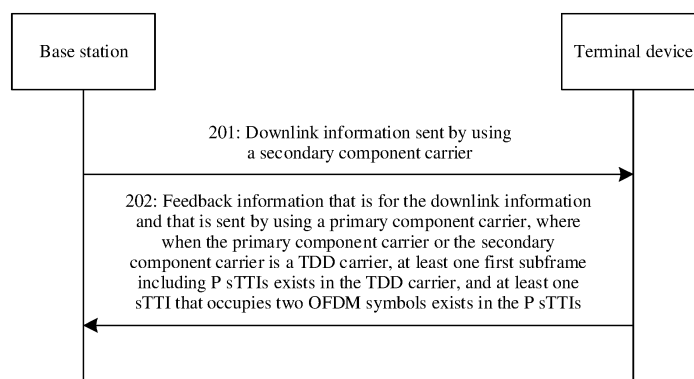 Base station
Terminal device
201: Downlink information sent by using
a secondary component carrier
202: Feedback information that is for the downlink information
and that is sent by using a primary component carrier, where
when the primary component carrier or the secondary
component carrier is a TDD carrier, at least one first subframe
including P sTTIs exists in the TDD carrier, and at least one
sTTI that occupies two OFDM symbols exists in the P sTTIs